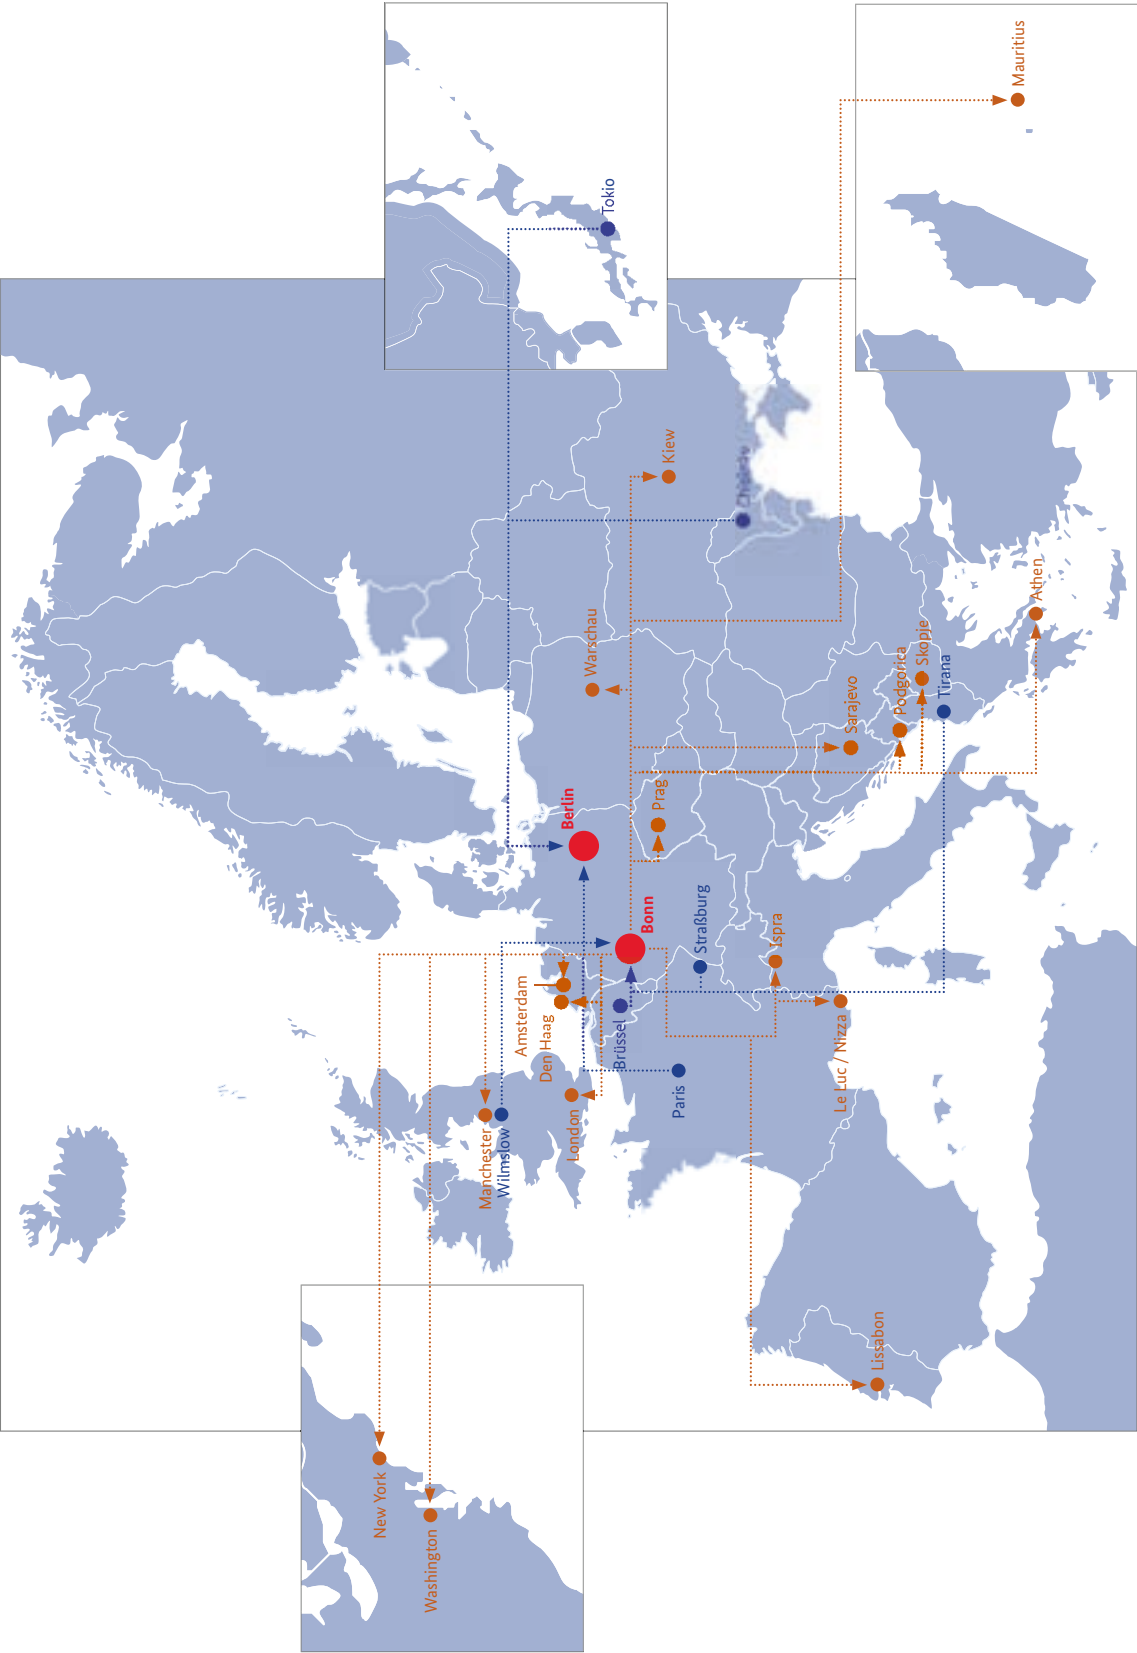 New York
Washington
Manchester
Wilmslow
London
Amsterdam
Den Haag
Brüssel
Paris
Bonn
Berlin
Straßburg
Ispra
Le Luc / Nizza
Lissabon
Prag
Warschau
Kiew
Sarajevo
Podgorica
Skopje
Tirana
Athen
Tokio
Mauritius